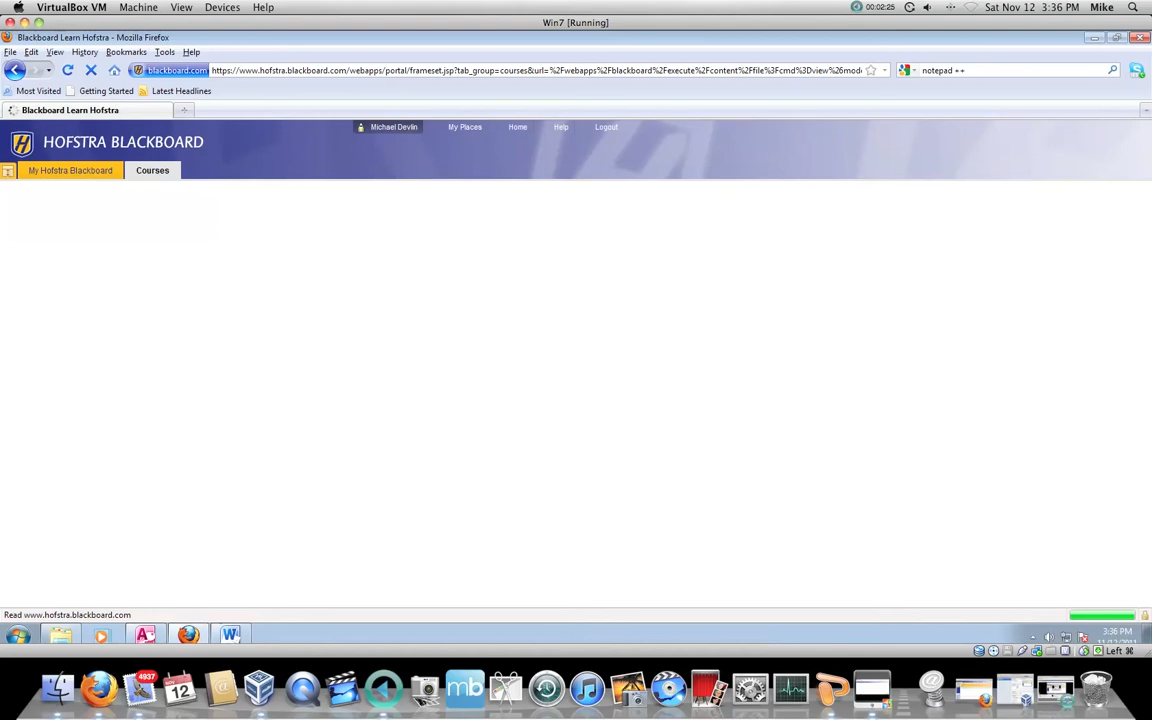 VirtualBox VM Machine View Devices Help 00:02:25 Sat Nov 12 3:36 PM Mike
Win7 [Running]
Blackboard Learn Hofstra - Mozilla Firefox
File Edit View History Bookmarks Tools Help
blackboard.com https://www.hofstra.blackboard.com/webapps/portal/frameset.jsp?tab_group=courses&url=%2Fwebapps%2Fblackboard%2Fexecute%2Fcontent%2Ffile%3Fcmd%3Dview%26mod notepad ++
Most Visited Getting Started Latest Headlines
Blackboard Learn Hofstra
HOFSTRA BLACKBOARD Michael Devlin My Places Home Help Logout
My Hofstra Blackboard Courses
Read www.hofstra.blackboard.com
3:36 PM
Left ⌘
4937
NOV
12
mb